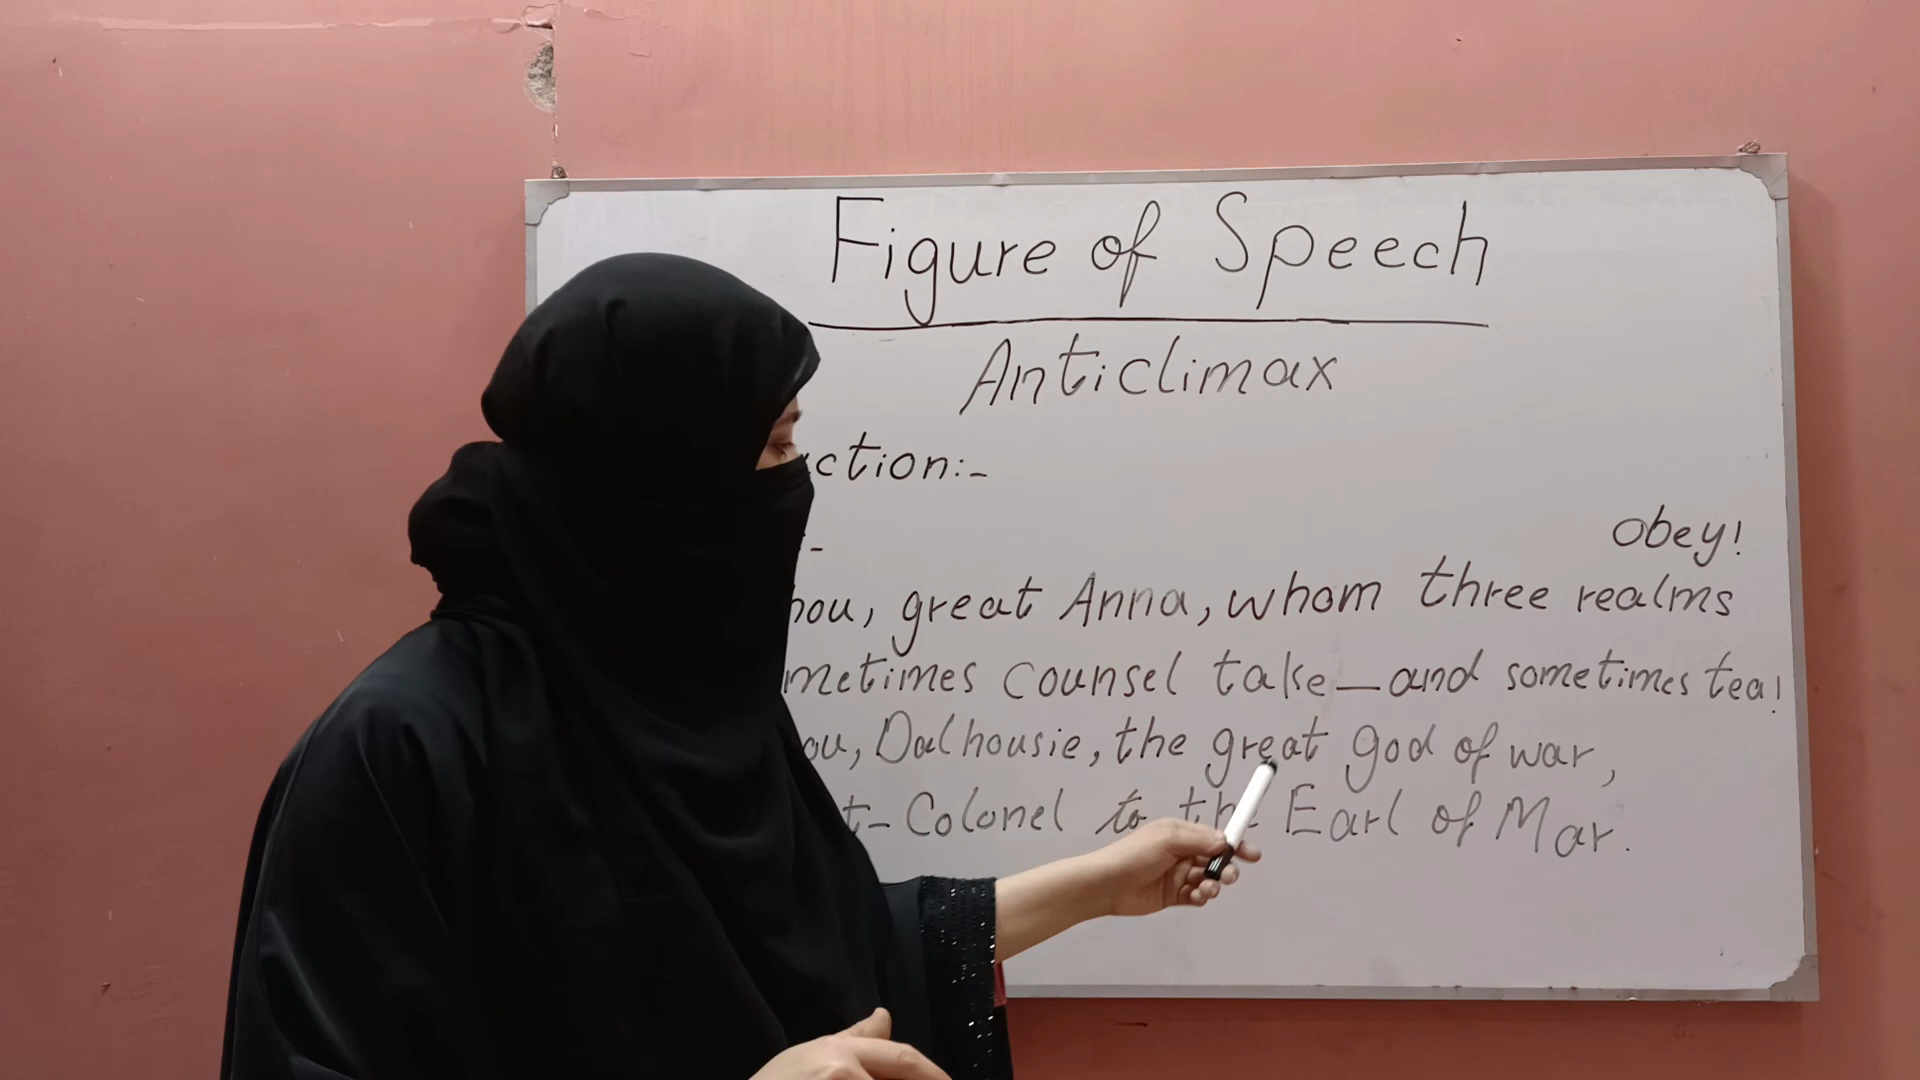 Figure of Speech
Anticlimax
ction:-
-
obey!
hou, great Anna, whom three realms
metimes counsel take—and sometimes tea!
ou, Dalhousie, the great god of war,
t-Colonel to the Earl of Mar.